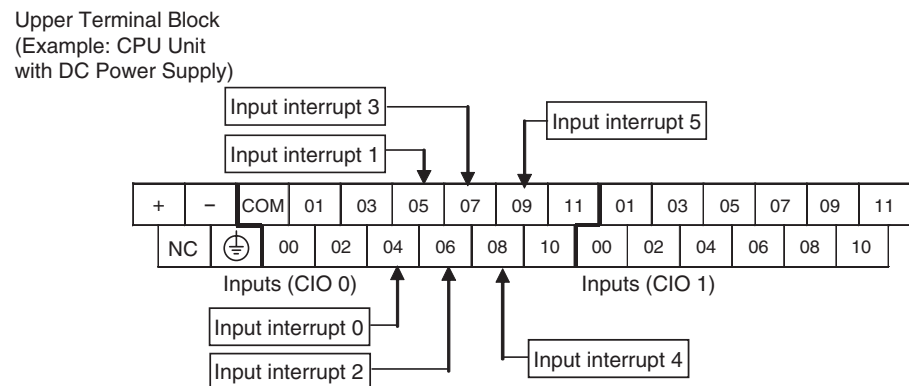 Upper Terminal Block
(Example: CPU Unit
with DC Power Supply)
Input interrupt 3
Input interrupt 5
Input interrupt 1
+ − COM 01 03 05 07 09 11 01 03 05 07 09 11
NC 00 02 04 06 08 10 00 02 04 06 08 10
Inputs (CIO 0) Inputs (CIO 1)
Input interrupt 0
Input interrupt 2
Input interrupt 4